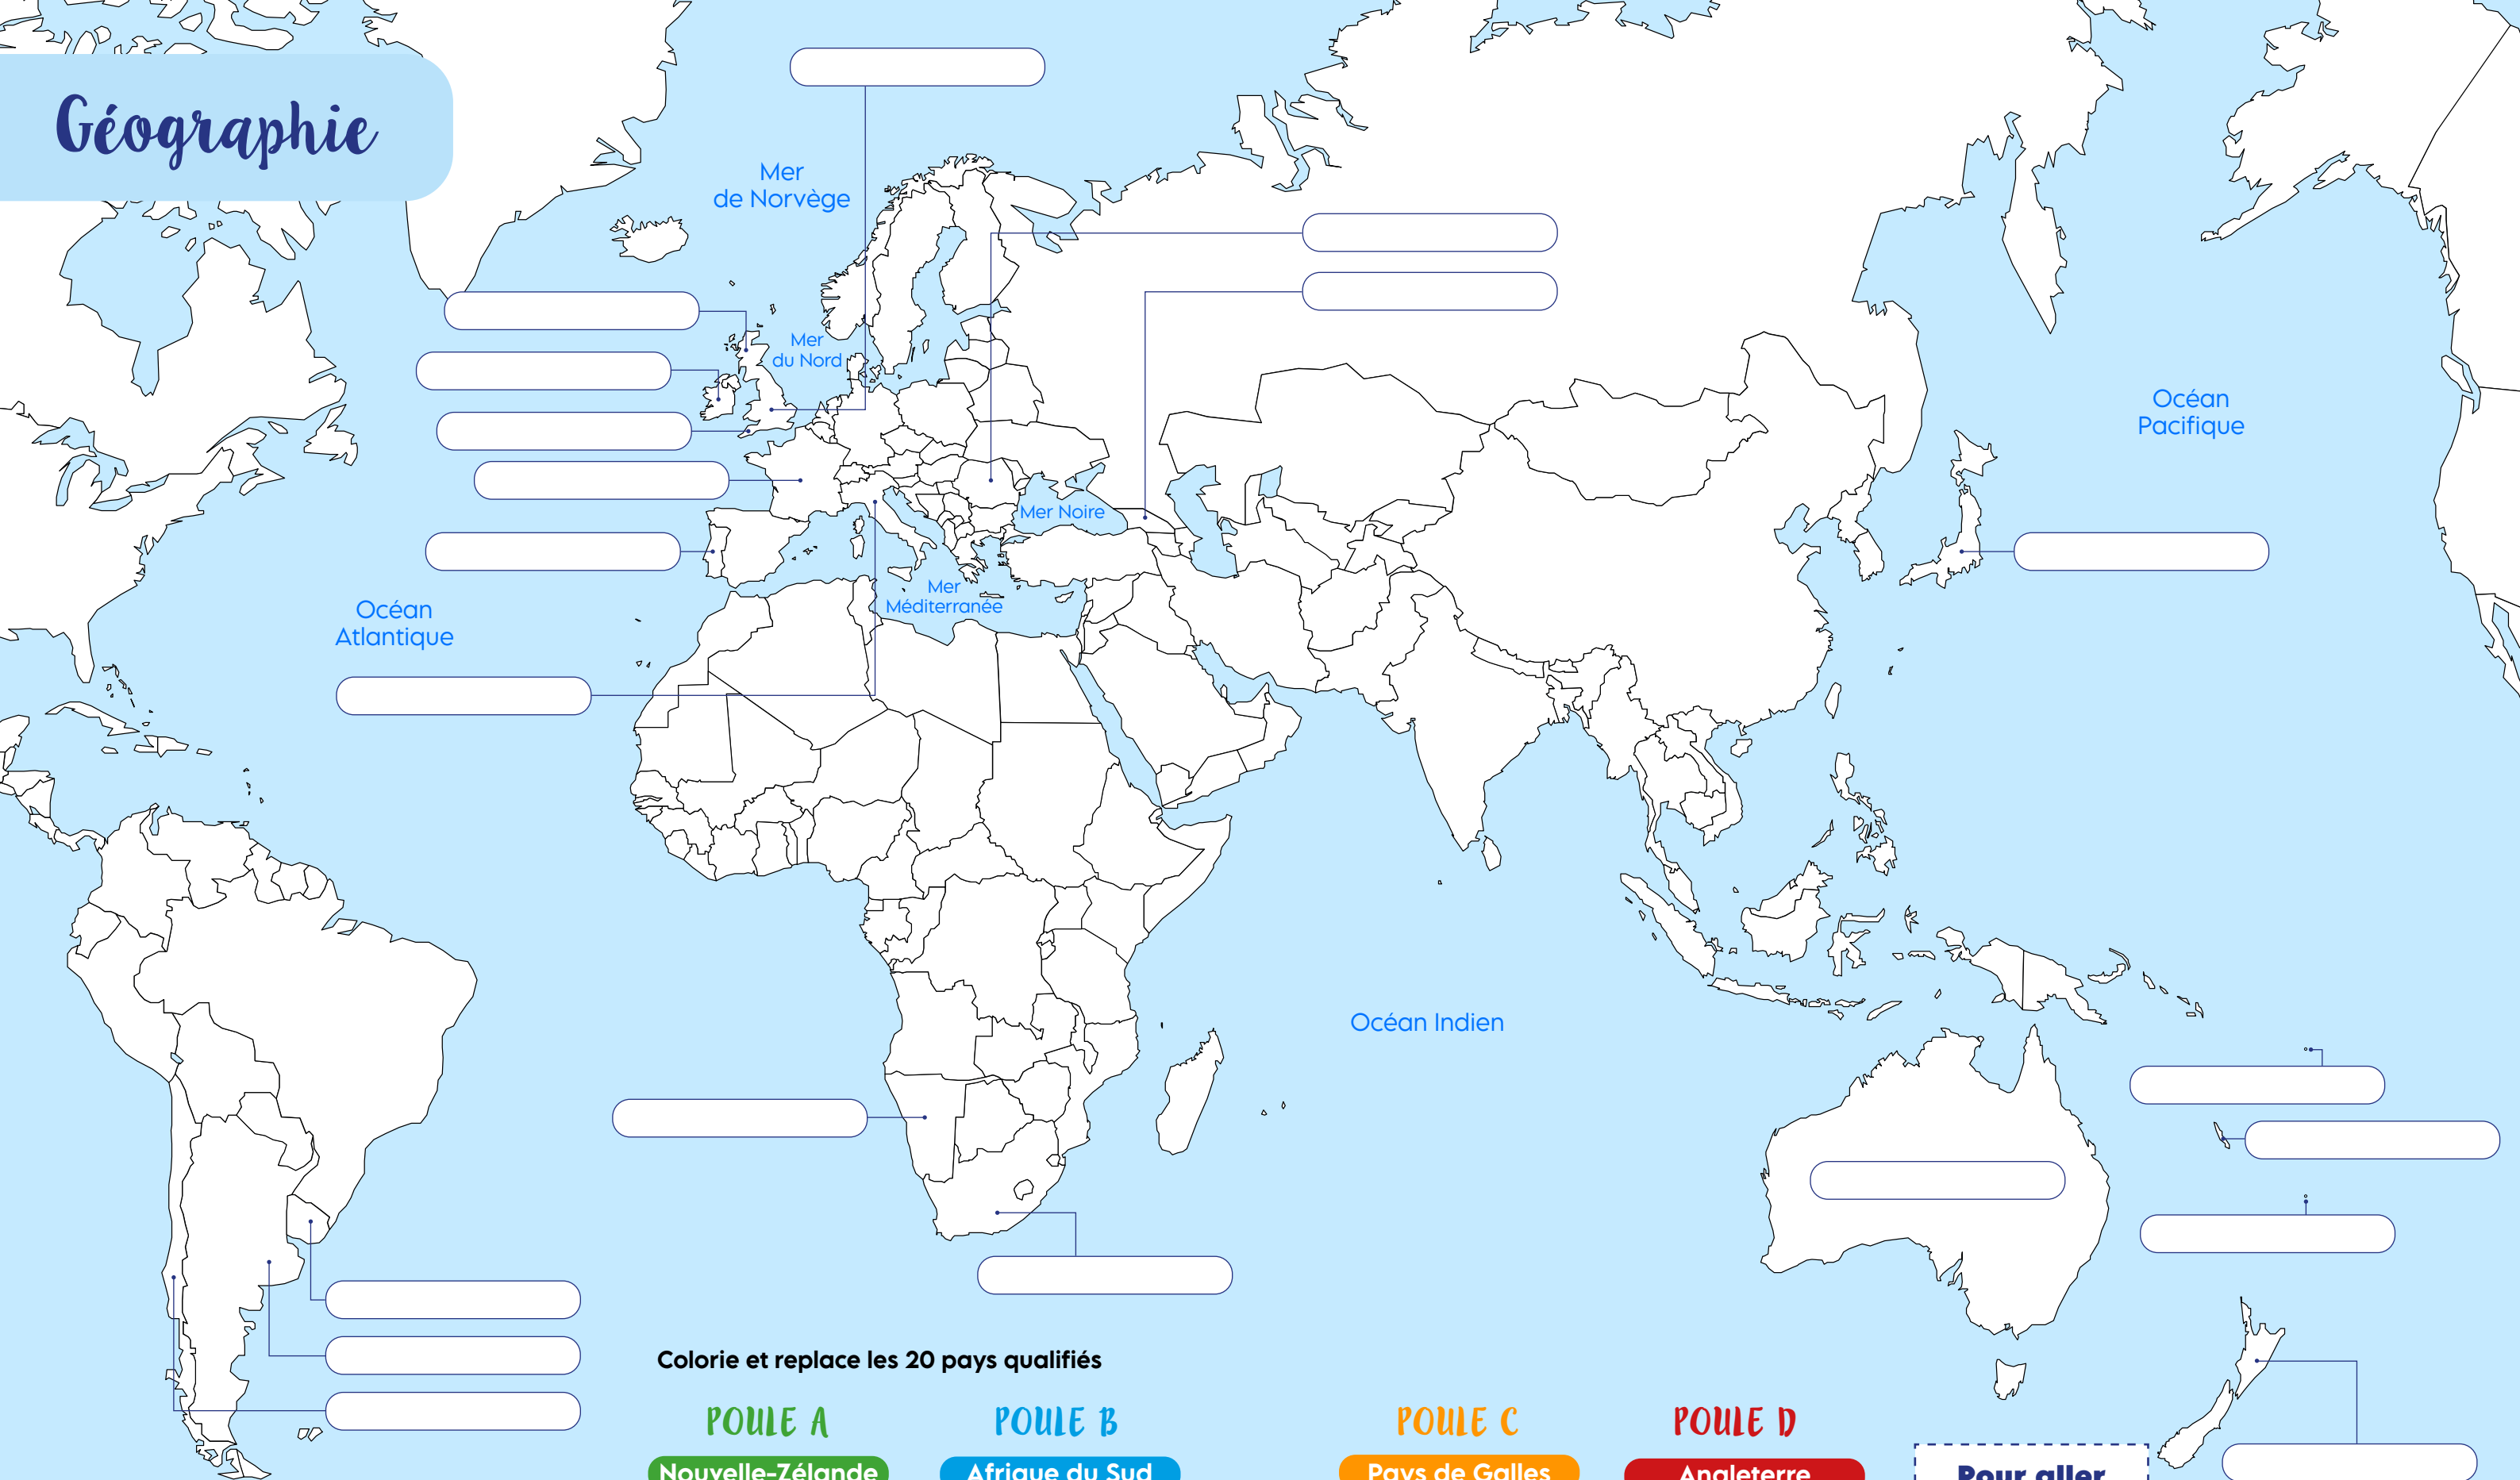 Géographie
Mer
de Norvège
Mer
du Nord
Océan
Pacifique
Mer Noire
Mer
Méditerranée
Océan
Atlantique
Océan Indien
Colorie et replace les 20 pays qualifiés
POULE A
POULE B
POULE C
POULE D
Nouvelle-Zélande
Afrique du Sud
Pays de Galles
Angleterre
Pour aller